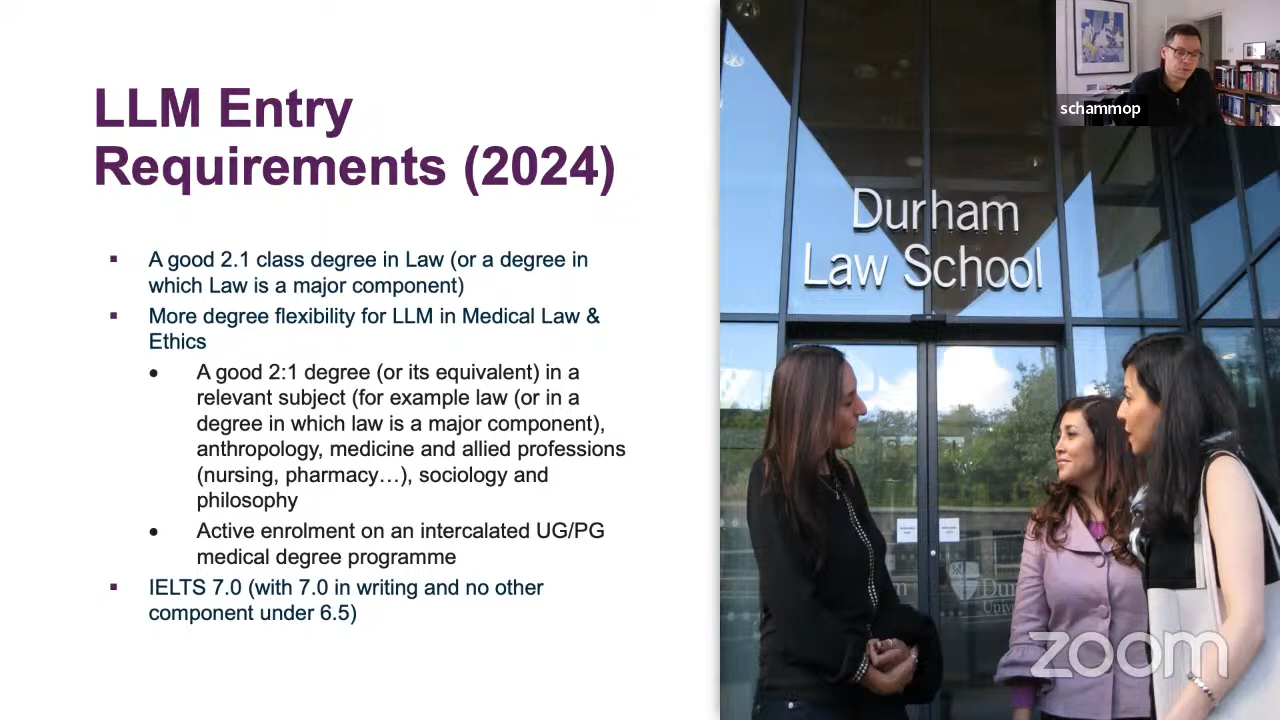 LLM Entry
Requirements (2024)
▪ A good 2.1 class degree in Law (or a degree in
which Law is a major component)
▪ More degree flexibility for LLM in Medical Law &
Ethics
• A good 2:1 degree (or its equivalent) in a
relevant subject (for example law (or in a
degree in which law is a major component),
anthropology, medicine and allied professions
(nursing, pharmacy…), sociology and
philosophy
• Active enrolment on an intercalated UG/PG
medical degree programme
▪ IELTS 7.0 (with 7.0 in writing and no other
component under 6.5)
schammop
Durham
Law School
zoom